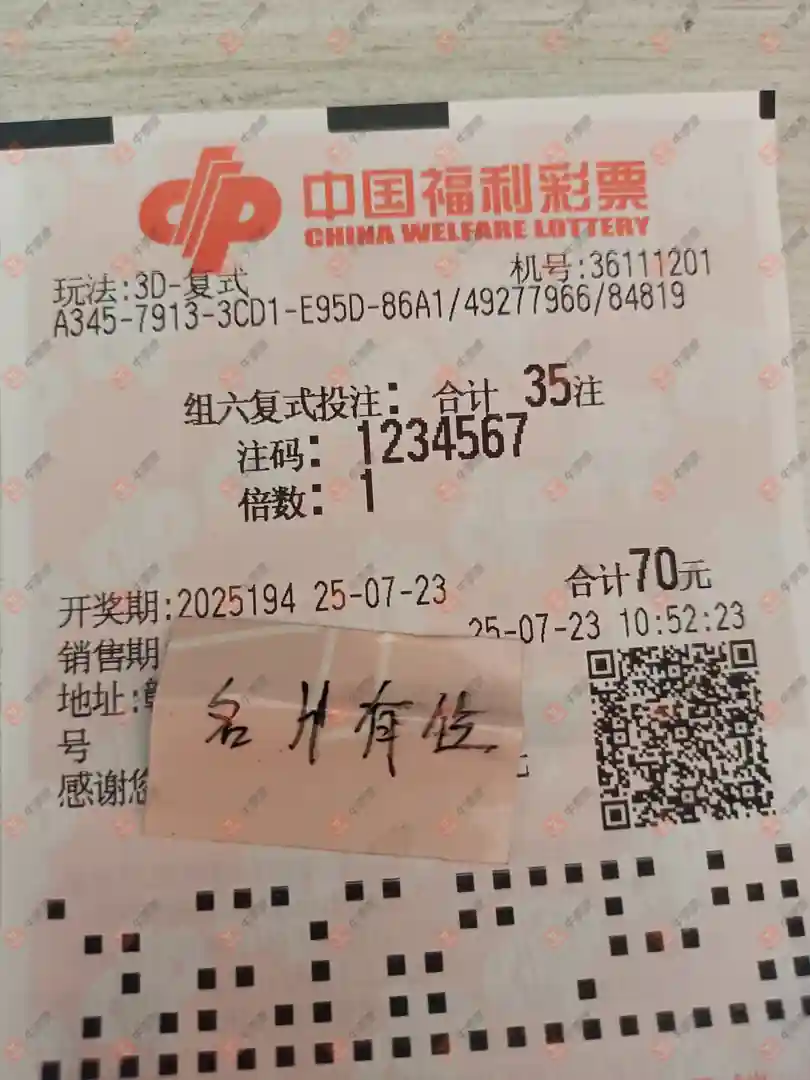 中国福利彩票
CHINA WELFARE LOTTERY
玩法:3D-复式 机号:36111201
A345-7913-3CD1-E95D-86A1/49277966/84819
组六复式投注: 合计 35注
注码: 1234567
倍数: 1
合计70元
开奖期:2025194 25-07-23
销售期 25-07-23 10:52:23
地址:
号
感谢您
名片有位